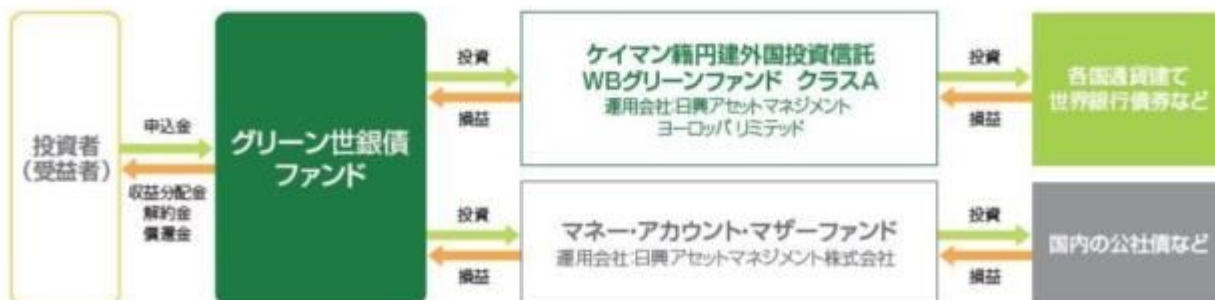 投資者
（受益者）
申込金
収益分配金
解約金
償還金
グリーン世銀債
ファンド
投資
損益
ケイマン籍円建外国投資信託
WBグリーンファンド クラスA
運用会社:日興アセットマネジメント
ヨーロッパ リミテッド
投資
損益
各国通貨建て
世界銀行債券など
投資
損益
マネー・アカウント・マザーファンド
運用会社:日興アセットマネジメント株式会社
投資
損益
国内の公社債など